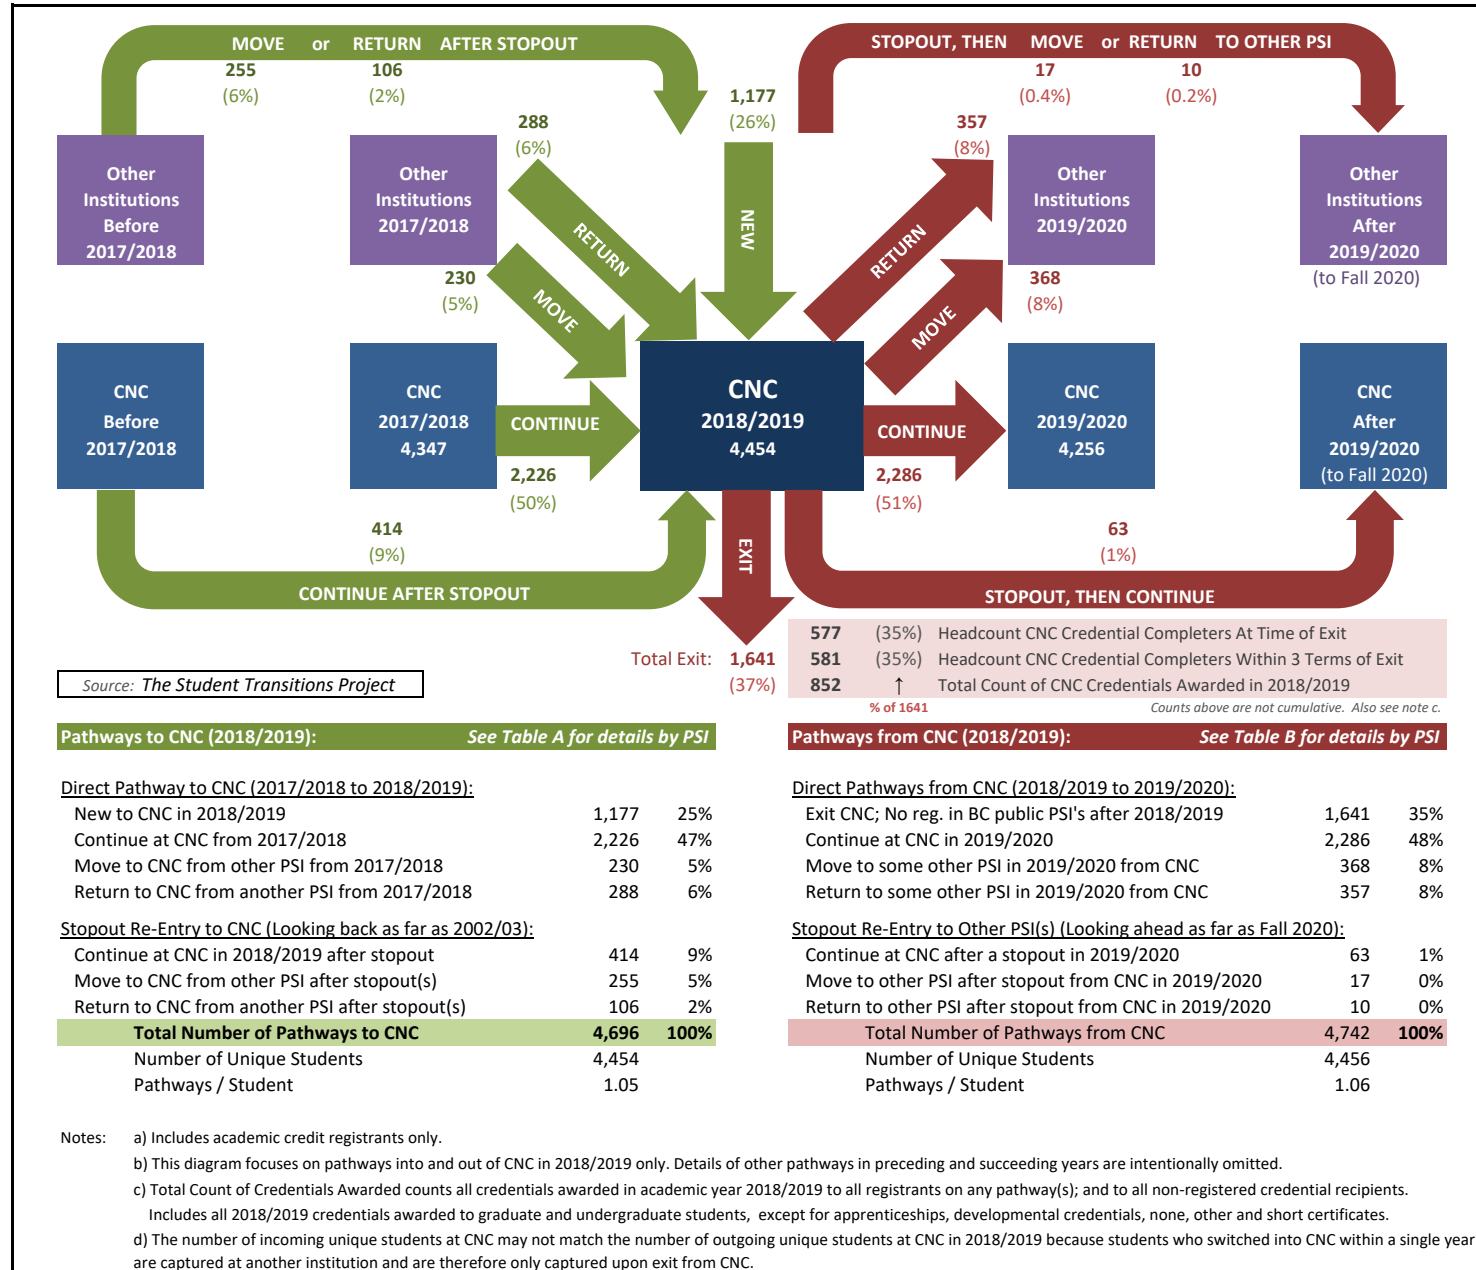 MOVE or RETURN AFTER STOPOUT
255 106
(6%) (2%)
STOPOUT, THEN MOVE or RETURN TO OTHER PSI
17 10
(0.4%) (0.2%)
1,177
(26%)
NEW
288
(6%)
RETURN
230
(5%)
MOVE
357
(8%)
RETURN
368
(8%)
MOVE
Other
Institutions
Before
2017/2018
Other
Institutions
2017/2018
Other
Institutions
2019/2020
Other
Institutions
After
2019/2020
(to Fall 2020)
CNC
Before
2017/2018
CNC
2017/2018
4,347
CONTINUE
2,226
(50%)
CNC
2018/2019
4,454
CONTINUE
2,286
(51%)
CNC
2019/2020
4,256
CNC
After
2019/2020
(to Fall 2020)
414
(9%)
CONTINUE AFTER STOPOUT
EXIT
63
(1%)
STOPOUT, THEN CONTINUE
Total Exit: 1,641
(37%)
577 (35%) Headcount CNC Credential Completers At Time of Exit
581 (35%) Headcount CNC Credential Completers Within 3 Terms of Exit
852 ↑ Total Count of CNC Credentials Awarded in 2018/2019
% of 1641 Counts above are not cumulative. Also see note c.
Source: The Student Transitions Project
Pathways to CNC (2018/2019): See Table A for details by PSI
Direct Pathway to CNC (2017/2018 to 2018/2019):
New to CNC in 2018/2019 1,177 25%
Continue at CNC from 2017/2018 2,226 47%
Move to CNC from other PSI from 2017/2018 230 5%
Return to CNC from another PSI from 2017/2018 288 6%
Stopout Re-Entry to CNC (Looking back as far as 2002/03):
Continue at CNC in 2018/2019 after stopout 414 9%
Move to CNC from other PSI after stopout(s) 255 5%
Return to CNC from another PSI after stopout(s) 106 2%
Total Number of Pathways to CNC 4,696 100%
Number of Unique Students 4,454
Pathways / Student 1.05
Pathways from CNC (2018/2019): See Table B for details by PSI
Direct Pathways from CNC (2018/2019 to 2019/2020):
Exit CNC; No reg. in BC public PSI's after 2018/2019 1,641 35%
Continue at CNC in 2019/2020 2,286 48%
Move to some other PSI in 2019/2020 from CNC 368 8%
Return to some other PSI in 2019/2020 from CNC 357 8%
Stopout Re-Entry to Other PSI(s) (Looking ahead as far as Fall 2020):
Continue at CNC after a stopout in 2019/2020 63 1%
Move to other PSI after stopout from CNC in 2019/2020 17 0%
Return to other PSI after stopout from CNC in 2019/2020 10 0%
Total Number of Pathways from CNC 4,742 100%
Number of Unique Students 4,456
Pathways / Student 1.06
Notes: a) Includes academic credit registrants only.
b) This diagram focuses on pathways into and out of CNC in 2018/2019 only. Details of other pathways in preceding and succeeding years are intentionally omitted.
c) Total Count of Credentials Awarded counts all credentials awarded in academic year 2018/2019 to all registrants on any pathway(s); and to all non-registered credential recipients.
Includes all 2018/2019 credentials awarded to graduate and undergraduate students, except for apprenticeships, developmental credentials, none, other and short certificates.
d) The number of incoming unique students at CNC may not match the number of outgoing unique students at CNC in 2018/2019 because students who switched into CNC within a single year
are captured at another institution and are therefore only captured upon exit from CNC.